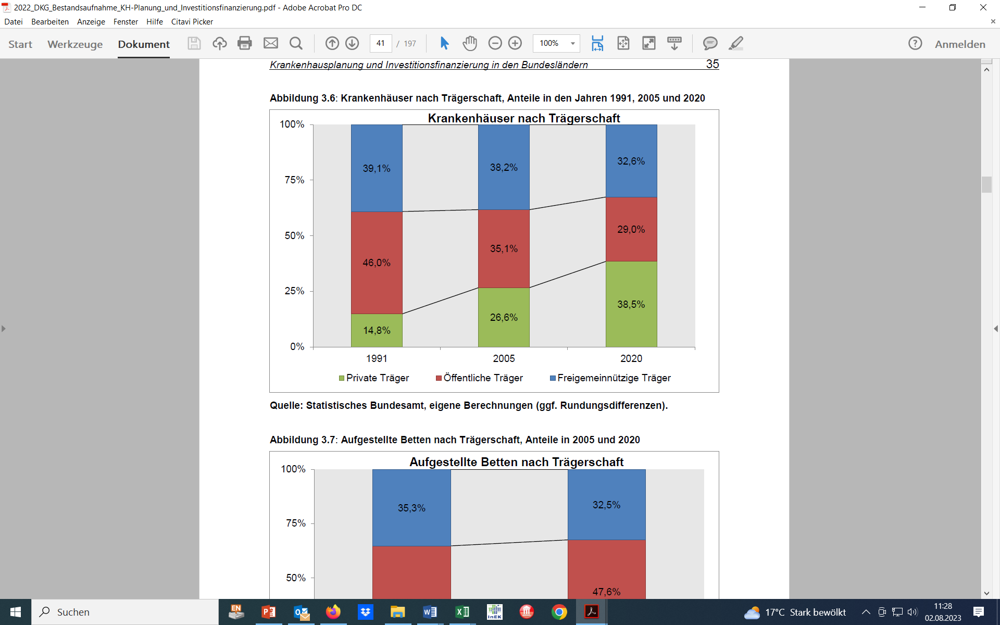 2022_DKG_Bestandsaufnahme_KH-Planung_und_Investitionsfinanzierung.pdf - Adobe Acrobat Pro DC
Datei Bearbeiten Anzeige Fenster Hilfe Citavi Picker
Start Werkzeuge Dokument 41 / 197 100% Anmelden
Krankenhausplanung und Investitionsfinanzierung in den Bundesländern 35
Abbildung 3.6: Krankenhäuser nach Trägerschaft, Anteile in den Jahren 1991, 2005 und 2020
Krankenhäuser nach Trägerschaft
100%
39,1% 38,2% 32,6%
75%
50%
46,0% 35,1% 29,0%
25%
14,8% 26,6% 38,5%
0%
1991 2005 2020
Private Träger Öffentliche Träger Freigemeinnützige Träger
Quelle: Statistisches Bundesamt, eigene Berechnungen (ggf. Rundungsdifferenzen).
Abbildung 3.7: Aufgestellte Betten nach Trägerschaft, Anteile in 2005 und 2020
Aufgestellte Betten nach Trägerschaft
100%
35,3% 32,5%
75%
50%
47,6%
Suchen
EN
InEK
17°C Stark bewölkt
11:28
02.08.2023